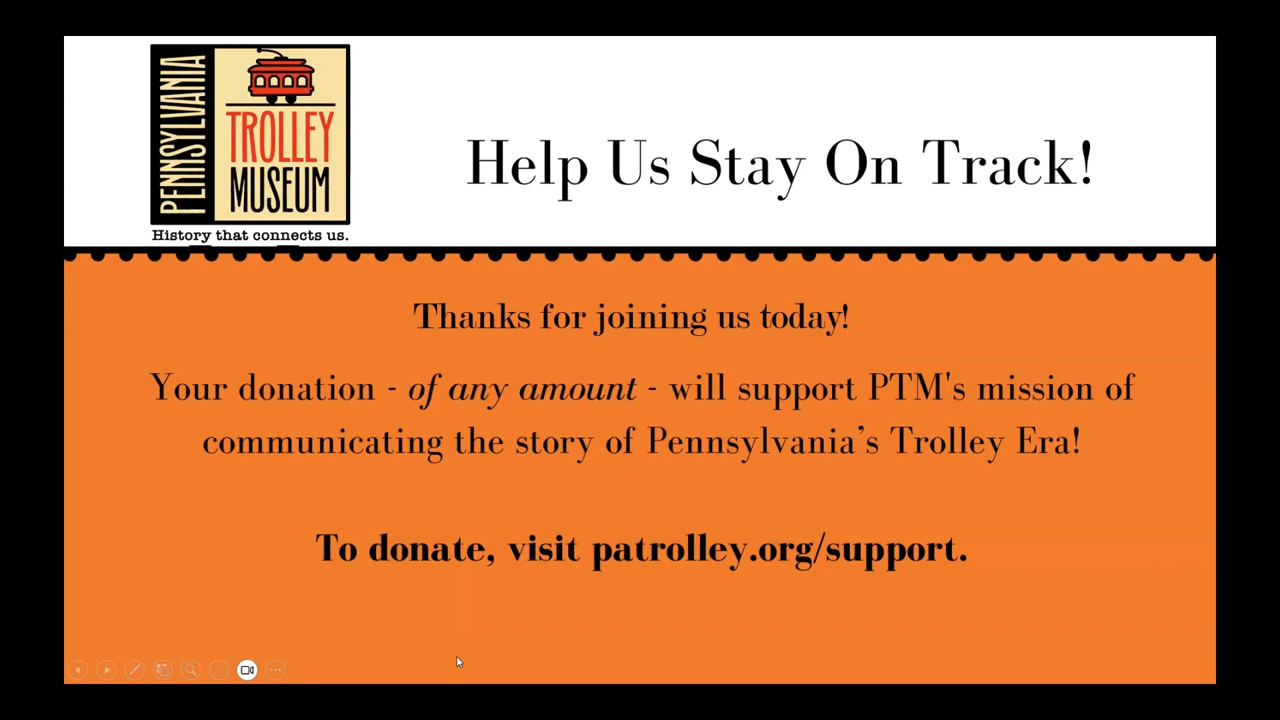 PENNSYLVANIA
TROLLEY
MUSEUM
History that connects us.
Help Us Stay On Track!
Thanks for joining us today!
Your donation - of any amount - will support PTM's mission of
communicating the story of Pennsylvania’s Trolley Era!
To donate, visit patrolley.org/support.